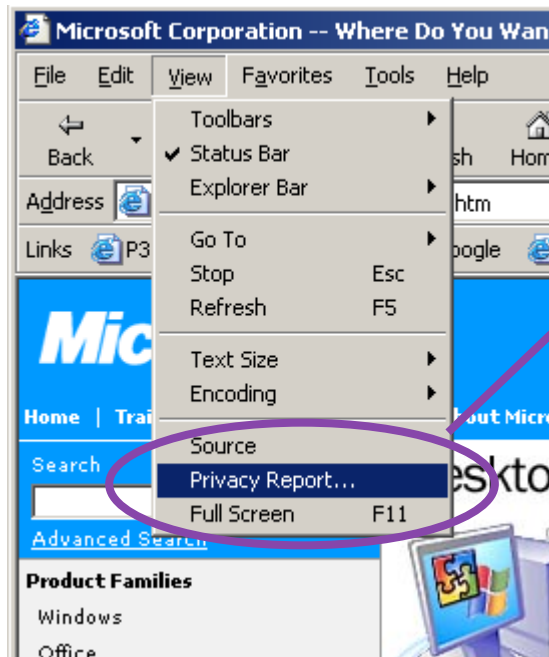 Microsoft Corporation -- Where Do You Wan
File Edit View Favorites Tools Help
Toolbars
Back sh Hom
✔ Status Bar
Address Explorer Bar htm
Links P3 Go To oogle
Stop Esc
Refresh F5
Mic
Text Size
Encoding
Home | Trai bout Micro
Source
Search
Privacy Report... eskto
Full Screen F11
Advanced Search
Product Families
Windows
Office